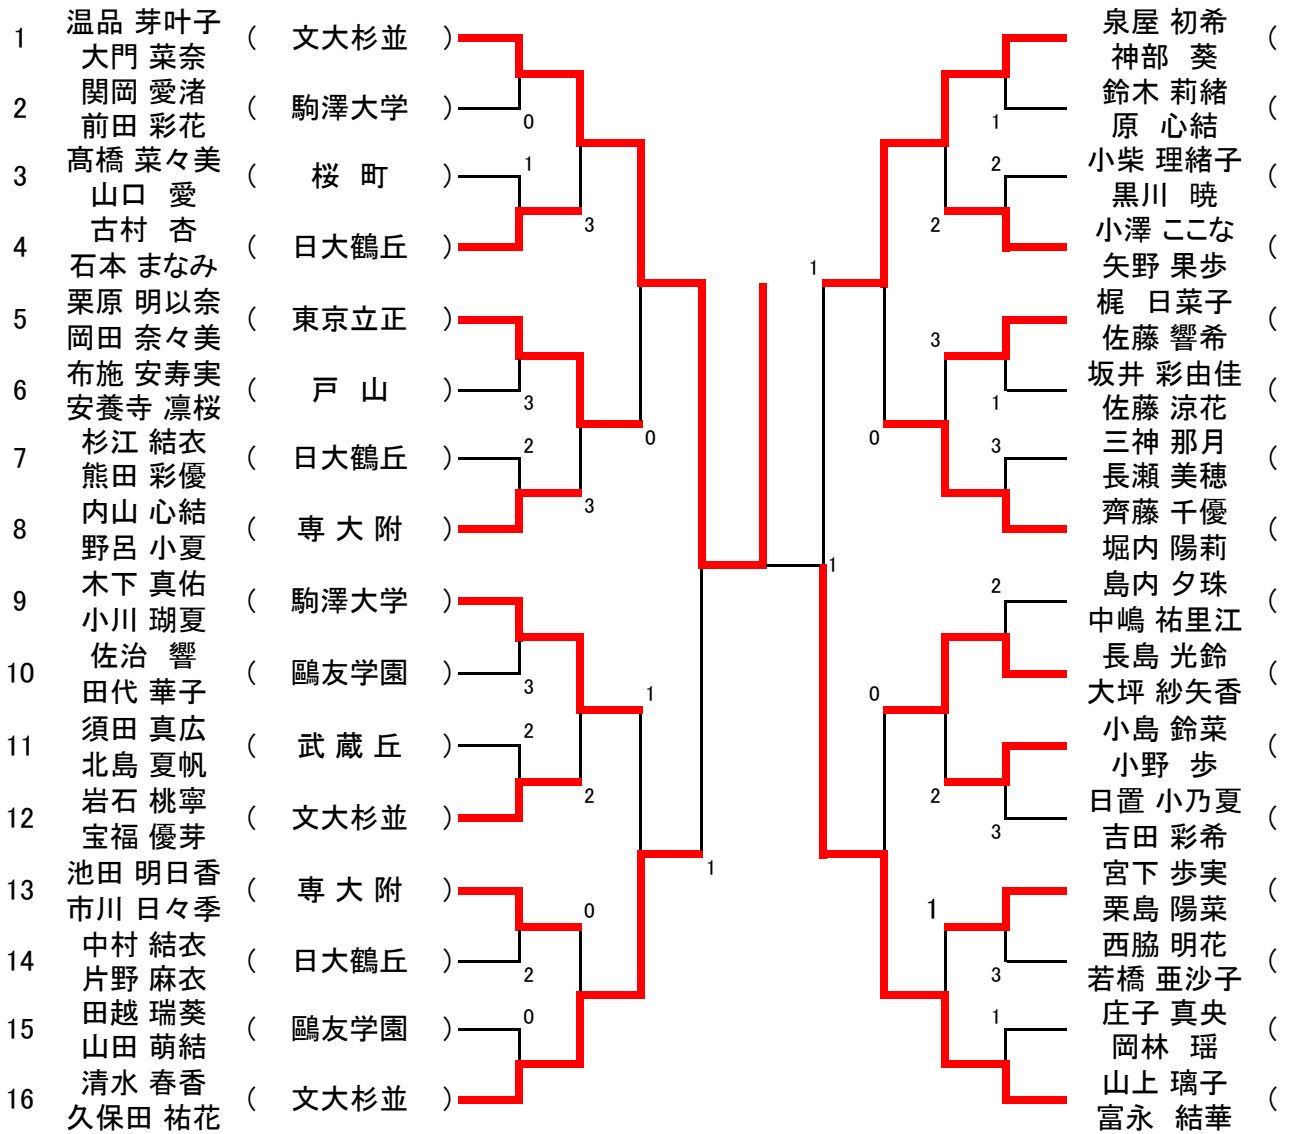 温品 芽叶子
1 ( 文大杉並 )
大門 菜奈
関岡 愛渚
2 ( 駒澤大学 )
前田 彩花
0
髙橋 菜々美
3 ( 桜 町 )
1
山口 愛
古村 杏
4 ( 日大鶴丘 )
石本 まなみ
3
栗原 明以奈
5 ( 東京立正 )
岡田 奈々美
布施 安寿実
6 ( 戸 山 )
安養寺 凛桜
3
杉江 結衣
7 ( 日大鶴丘 )
2
熊田 彩優
0
内山 心結
8 ( 専 大 附 )
野呂 小夏
3
木下 真佑
9 ( 駒澤大学 )
小川 瑚夏
佐治 響
10 ( 鷗友学園 )
田代 華子
3
1
須田 真広
11 ( 武 蔵 丘 )
2
北島 夏帆
岩石 桃寧
12 ( 文大杉並 )
宝福 優芽
2
池田 明日香
13 ( 専 大 附 )
市川 日々季
0
1
中村 結衣
14 ( 日大鶴丘 )
片野 麻衣
2
田越 瑞葵
15 ( 鷗友学園 )
0
山田 萌結
清水 春香
16 ( 文大杉並 )
久保田 祐花
泉屋 初希
(
神部 葵
鈴木 莉緒
(
1
原 心結
小柴 理緒子
2
(
黒川 暁
小澤 ここな
2
(
矢野 果歩
1
梶 日菜子
(
佐藤 響希
3
坂井 彩由佳
(
1
佐藤 涼花
三神 那月
0
3
(
長瀬 美穂
齊藤 千優
(
堀内 陽莉
1
島内 夕珠
2
(
中嶋 祐里江
長島 光鈴
(
大坪 紗矢香
0
小島 鈴菜
(
小野 歩
日置 小乃夏
2
(
3
吉田 彩希
宮下 歩実
(
栗島 陽菜
1
西脇 明花
(
3
若橋 亜沙子
庄子 真央
1
(
岡林 瑶
山上 璃子
(
富永 結華